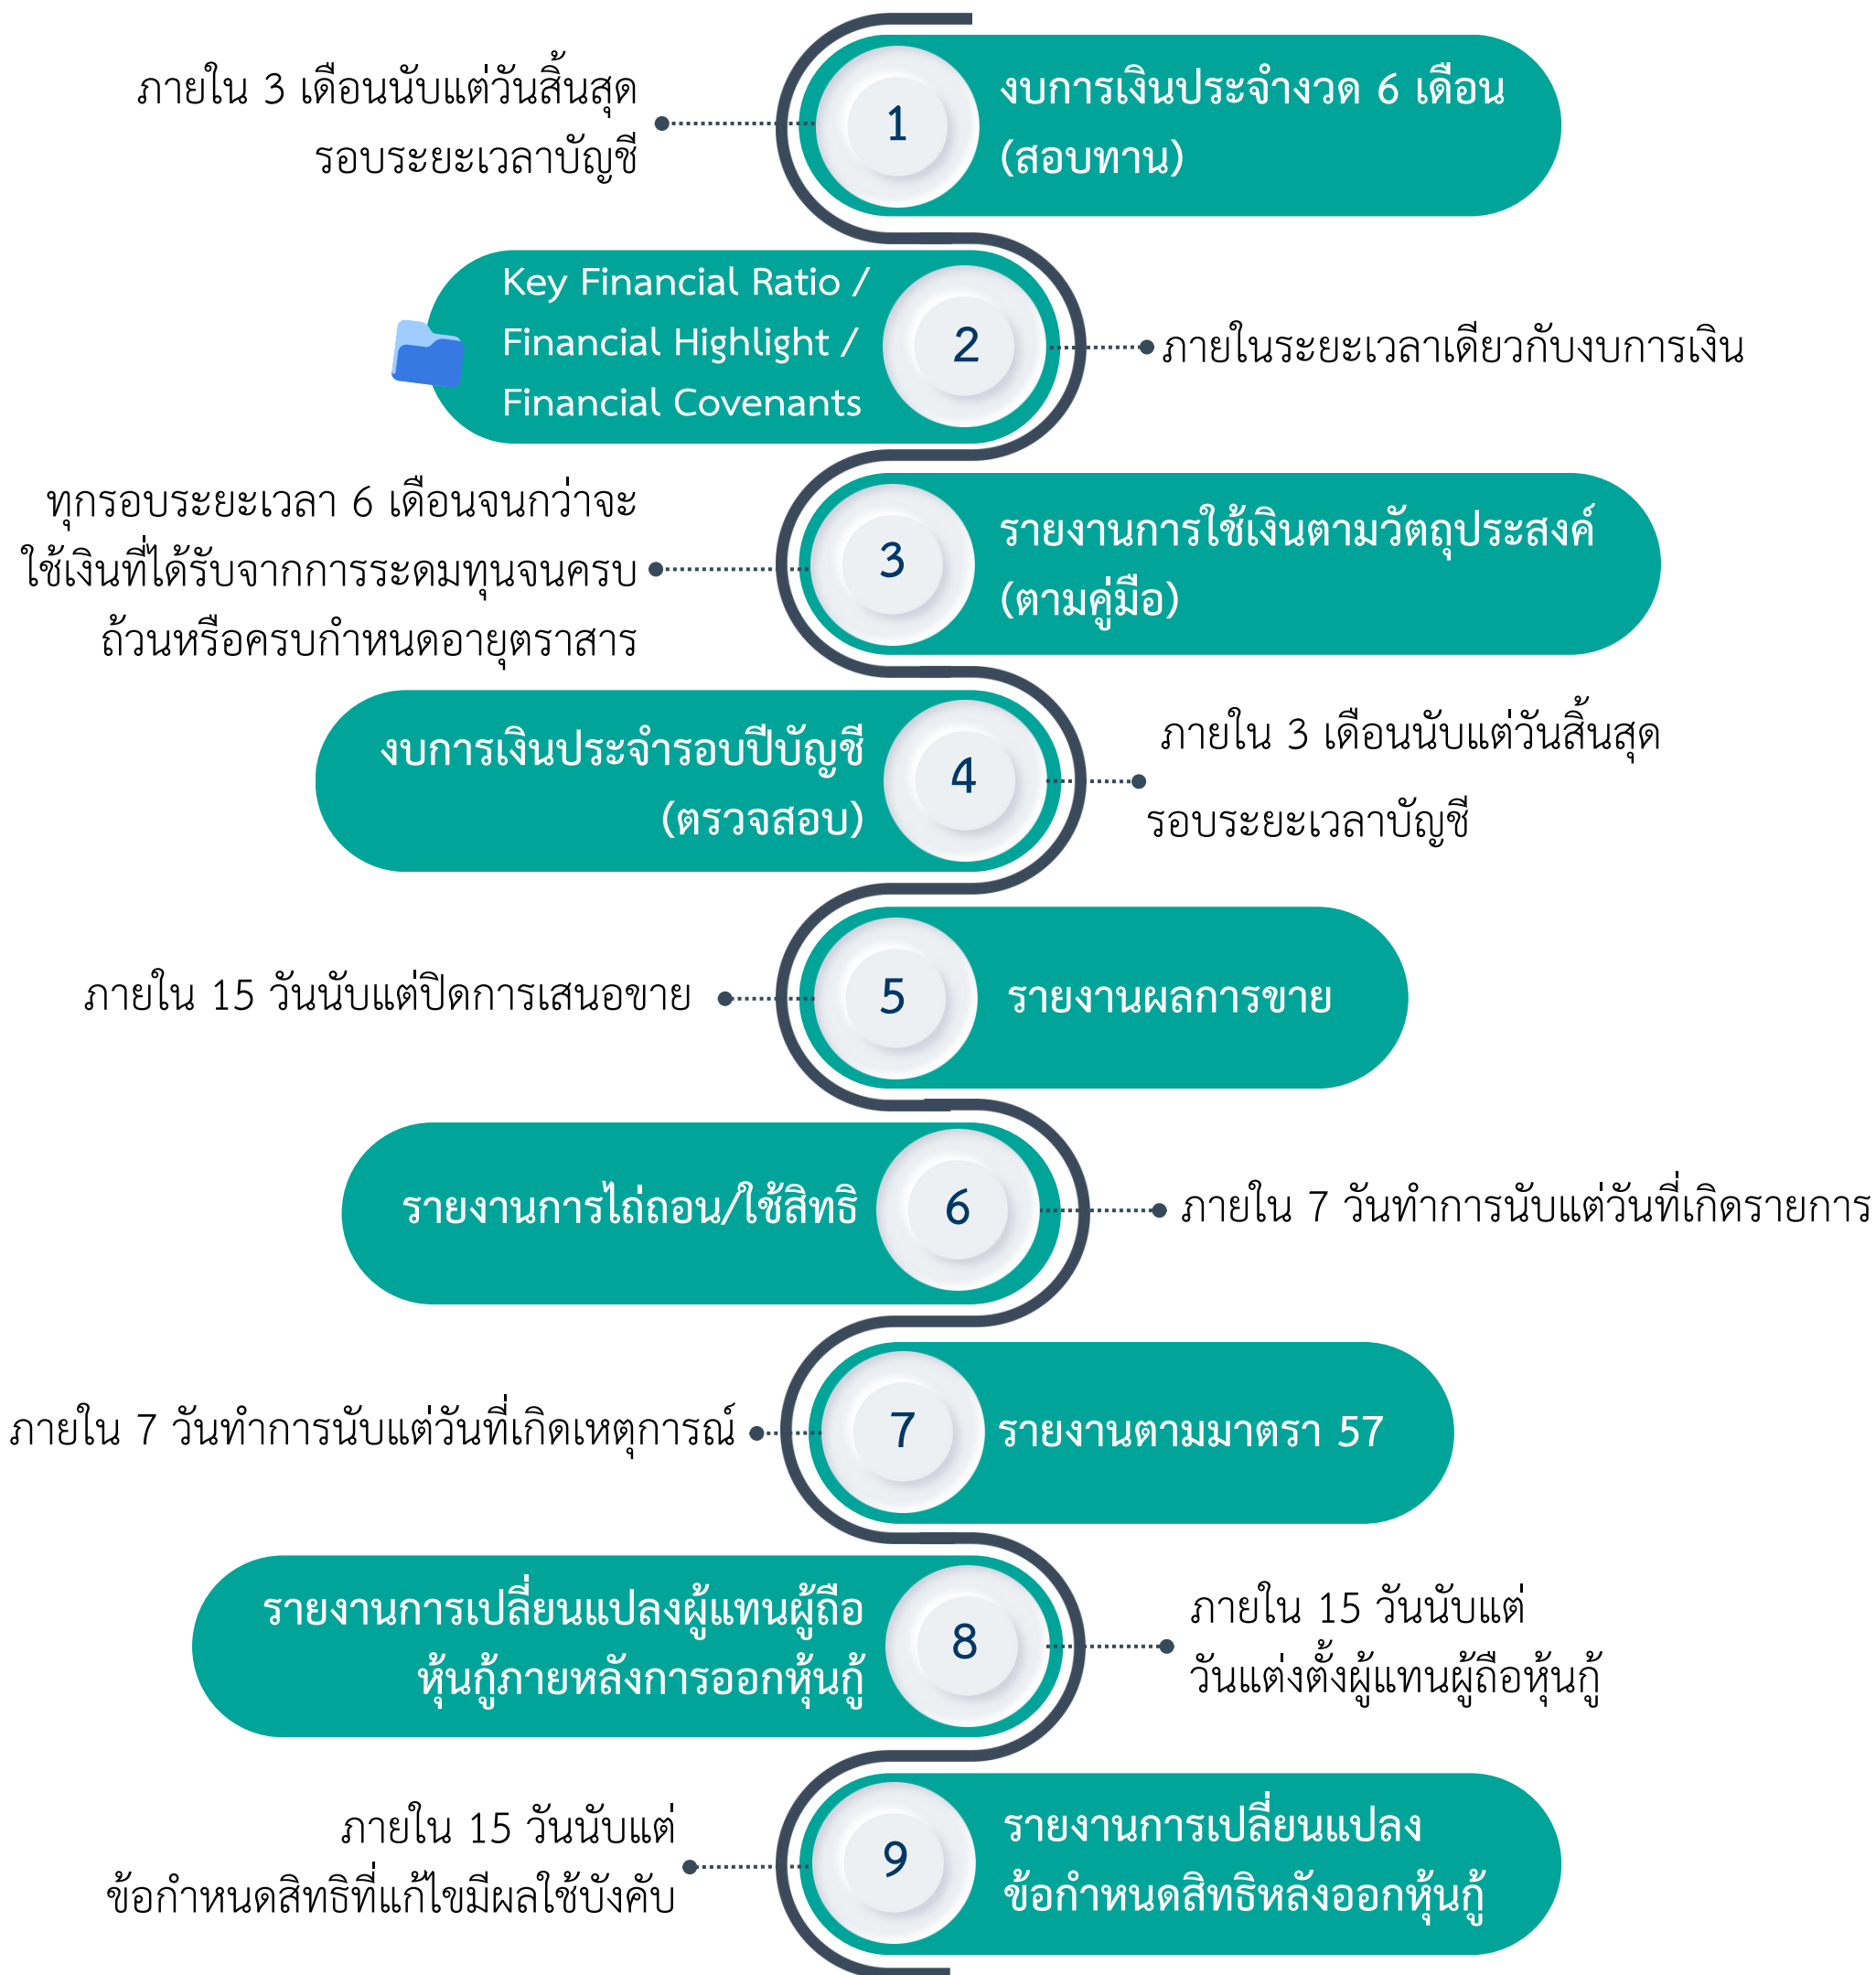 ภายใน 3 เดือนนับแต่วันสิ้นสุด
รอบระยะเวลาบัญชี
1
งบการเงินประจำงวด 6 เดือน
(สอบทาน)
Key Financial Ratio /
Financial Highlight /
Financial Covenants
2
ภายในระยะเวลาเดียวกับงบการเงิน
ทุกรอบระยะเวลา 6 เดือนจนกว่าจะ
ใช้เงินที่ได้รับจากการระดมทุนจนครบ
ถ้วนหรือครบกำหนดอายุตราสาร
3
รายงานการใช้เงินตามวัตถุประสงค์
(ตามคู่มือ)
งบการเงินประจำรอบปีบัญชี
(ตรวจสอบ)
4
ภายใน 3 เดือนนับแต่วันสิ้นสุด
รอบระยะเวลาบัญชี
ภายใน 15 วันนับแต่ปิดการเสนอขาย
5
รายงานผลการขาย
รายงานการไถ่ถอน/ใช้สิทธิ
6
ภายใน 7 วันทำการนับแต่วันที่เกิดรายการ
ภายใน 7 วันทำการนับแต่วันที่เกิดเหตุการณ์
7
รายงานตามมาตรา 57
รายงานการเปลี่ยนแปลงผู้แทนผู้ถือ
หุ้นกู้ภายหลังการออกหุ้นกู้
8
ภายใน 15 วันนับแต่
วันแต่งตั้งผู้แทนผู้ถือหุ้นกู้
ภายใน 15 วันนับแต่
ข้อกำหนดสิทธิที่แก้ไขมีผลใช้บังคับ
9
รายงานการเปลี่ยนแปลง
ข้อกำหนดสิทธิหลังออกหุ้นกู้